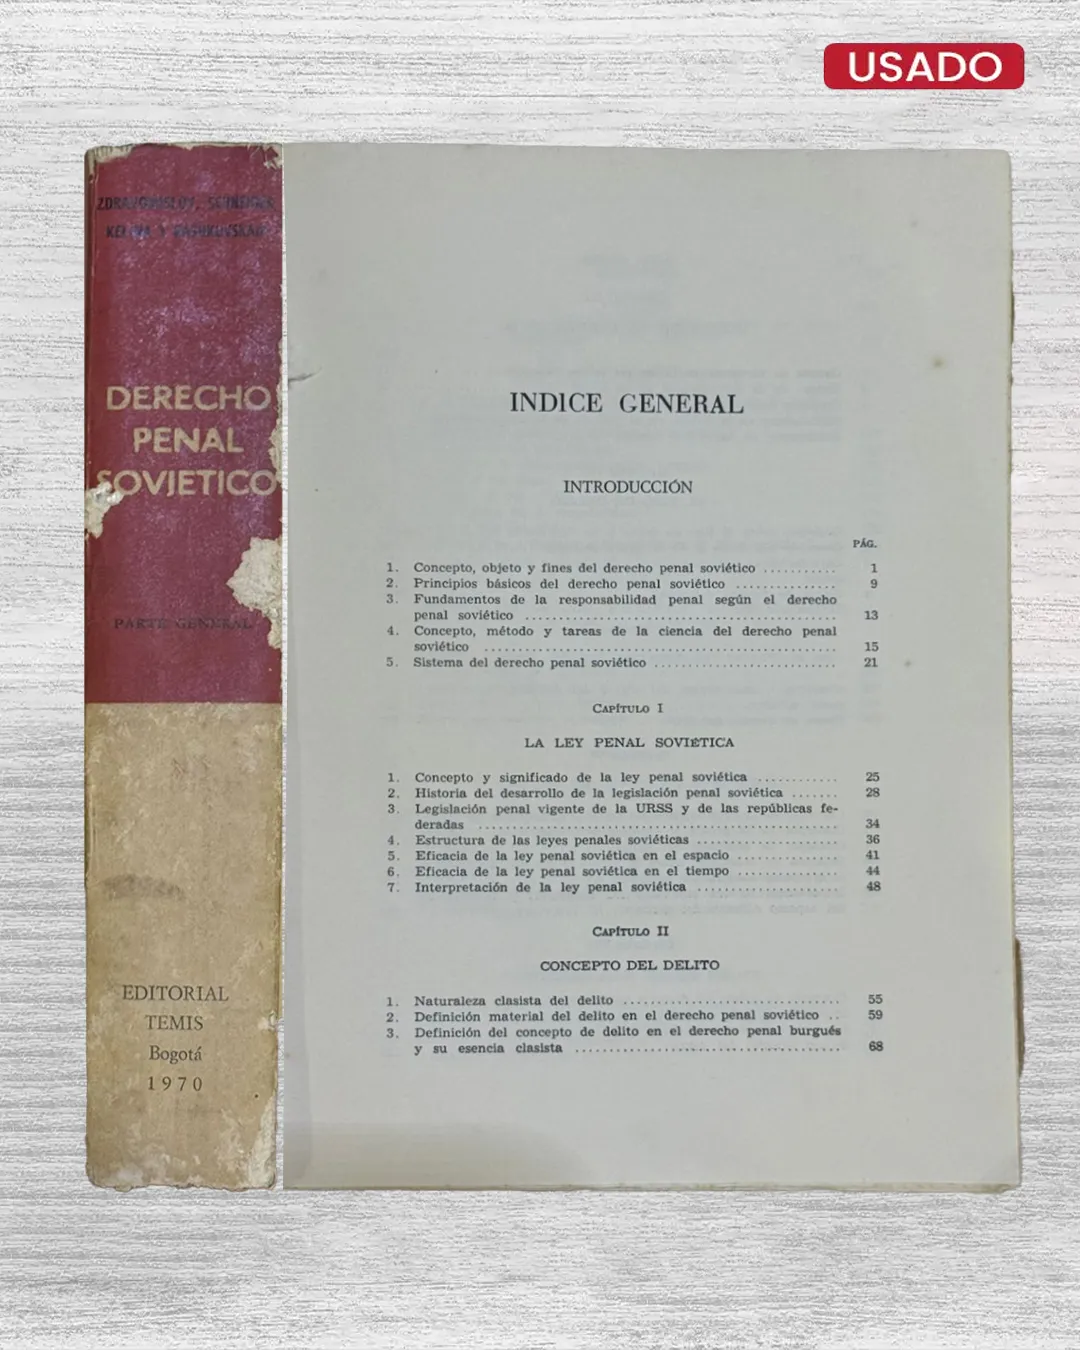 USADO
ZDRAVOMISLOV, SCHNEIDER
KELINA Y RASHKOVSKAIA
DERECHO
PENAL
SOVIETICO
PARTE GENERAL
EDITORIAL
TEMIS
Bogotá
1970
INDICE GENERAL
INTRODUCCIÓN
PÁG.
1. Concepto, objeto y fines del derecho penal soviético ........... 1
2. Principios básicos del derecho penal soviético ............... 9
3. Fundamentos de la responsabilidad penal según el derecho
penal soviético ............................................... 13
4. Concepto, método y tareas de la ciencia del derecho penal
soviético ..................................................... 15
5. Sistema del derecho penal soviético ........................... 21
CAPÍTULO I
LA LEY PENAL SOVIÉTICA
1. Concepto y significado de la ley penal soviética ............ 25
2. Historia del desarrollo de la legislación penal soviética ....... 28
3. Legislación penal vigente de la URSS y de las repúblicas fe-
deradas ...................................................... 34
4. Estructura de las leyes penales soviéticas ..................... 36
5. Eficacia de la ley penal soviética en el espacio ............... 41
6. Eficacia de la ley penal soviética en el tiempo ............... 44
7. Interpretación de la ley penal soviética ..................... 48
CAPÍTULO II
CONCEPTO DEL DELITO
1. Naturaleza clasista del delito ................................ 55
2. Definición material del delito en el derecho penal soviético .. 59
3. Definición del concepto de delito en el derecho penal burgués
y su esencia clasista ........................................ 68